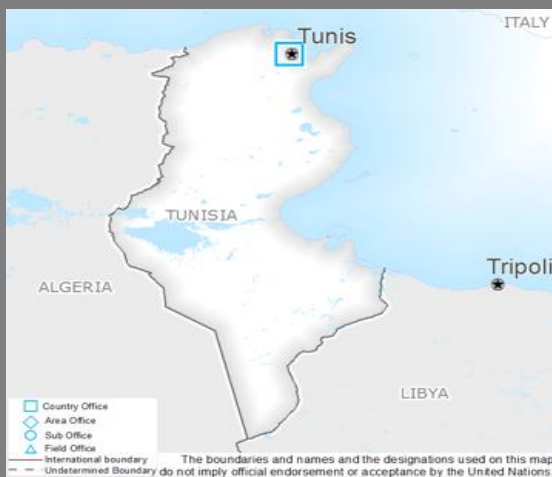 ITALY
Tunis
TUNISIA
Tripoli
ALGERIA
LIBYA
Country Office
Area Office
Sub Office
Field Office
International boundary
Undetermined Boundary
The boundaries and names and the designations used on this map
do not imply official endorsement or acceptance by the United Nations.